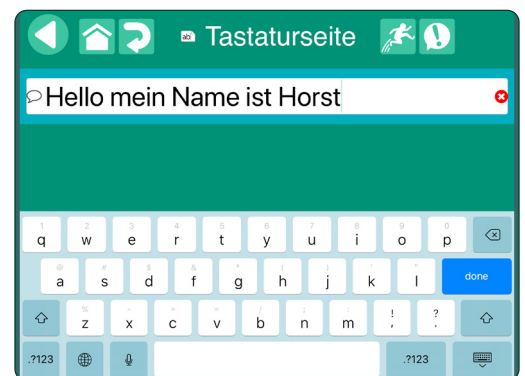 abc Tastaturseite
Hello mein Name ist Horst
1 2 3 4 5 6 7 8 9 0
q w e r t y u i o p
@ # $ & * ( ) ' "
a s d f g h j k l done
% - + = / ; : ! ?
z x c v b n m , .
.?123 .?123